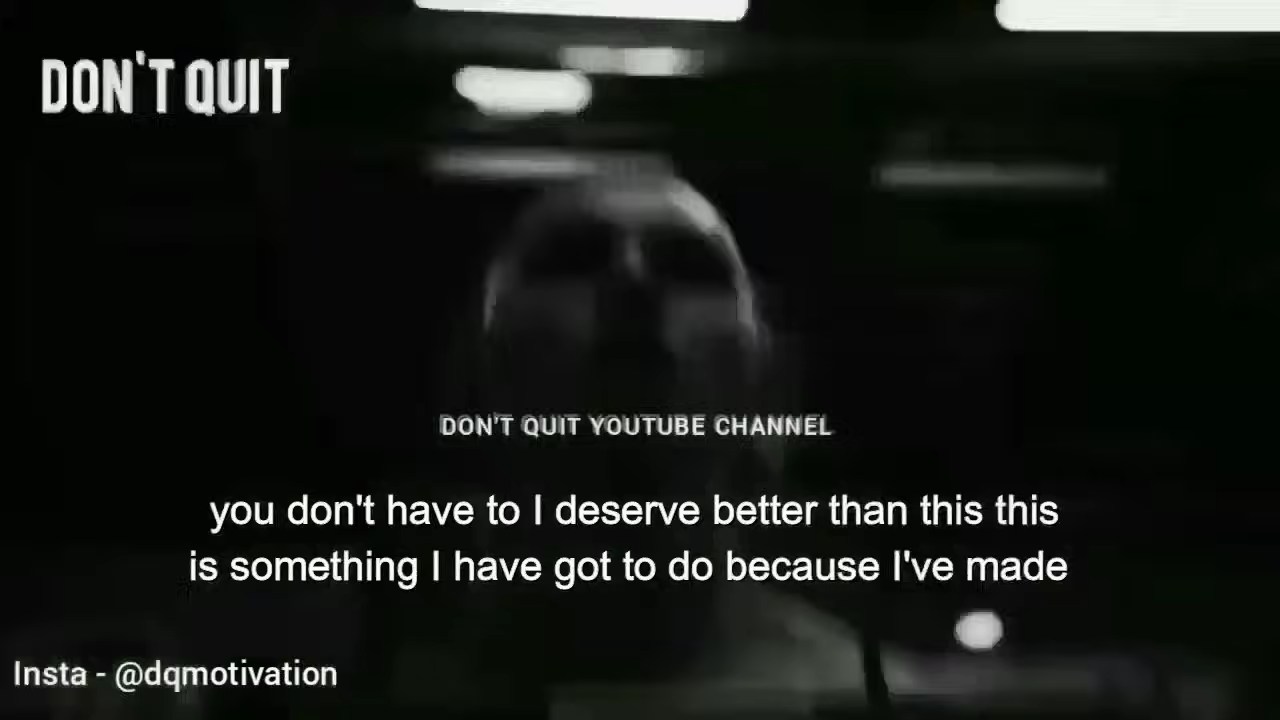 DON'T QUIT
DON'T QUIT YOUTUBE CHANNEL
you don't have to I deserve better than this this
is something I have got to do because I've made
Insta - @dqmotivation